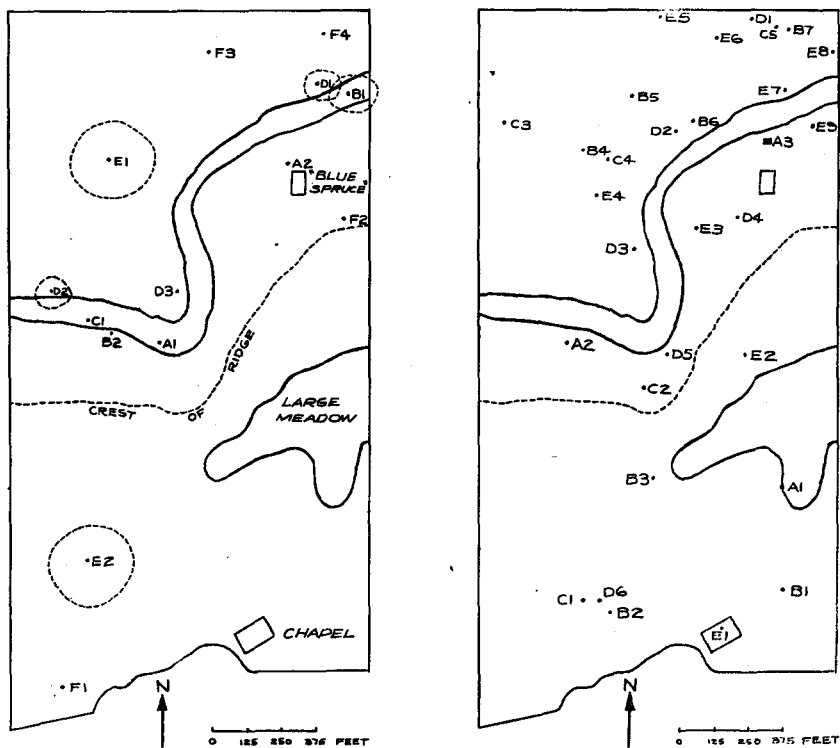 F4
F3
D1
B1
E1
A2
BLUE
SPRUCE
F2
D2
D3
C1
B2
A1
CREST OF RIDGE
LARGE
MEADOW
E2
CHAPEL
F1
N
0 125 250 375 FEET
E5
D1
C5
B7
E6
E8
E7
B5
C3
B6
D2
E9
A3
B4
C4
E4
D4
E3
D3
A2
D5
E2
C2
B3
A1
C1
D6
B2
B1
E1
N
0 125 250 375 FEET